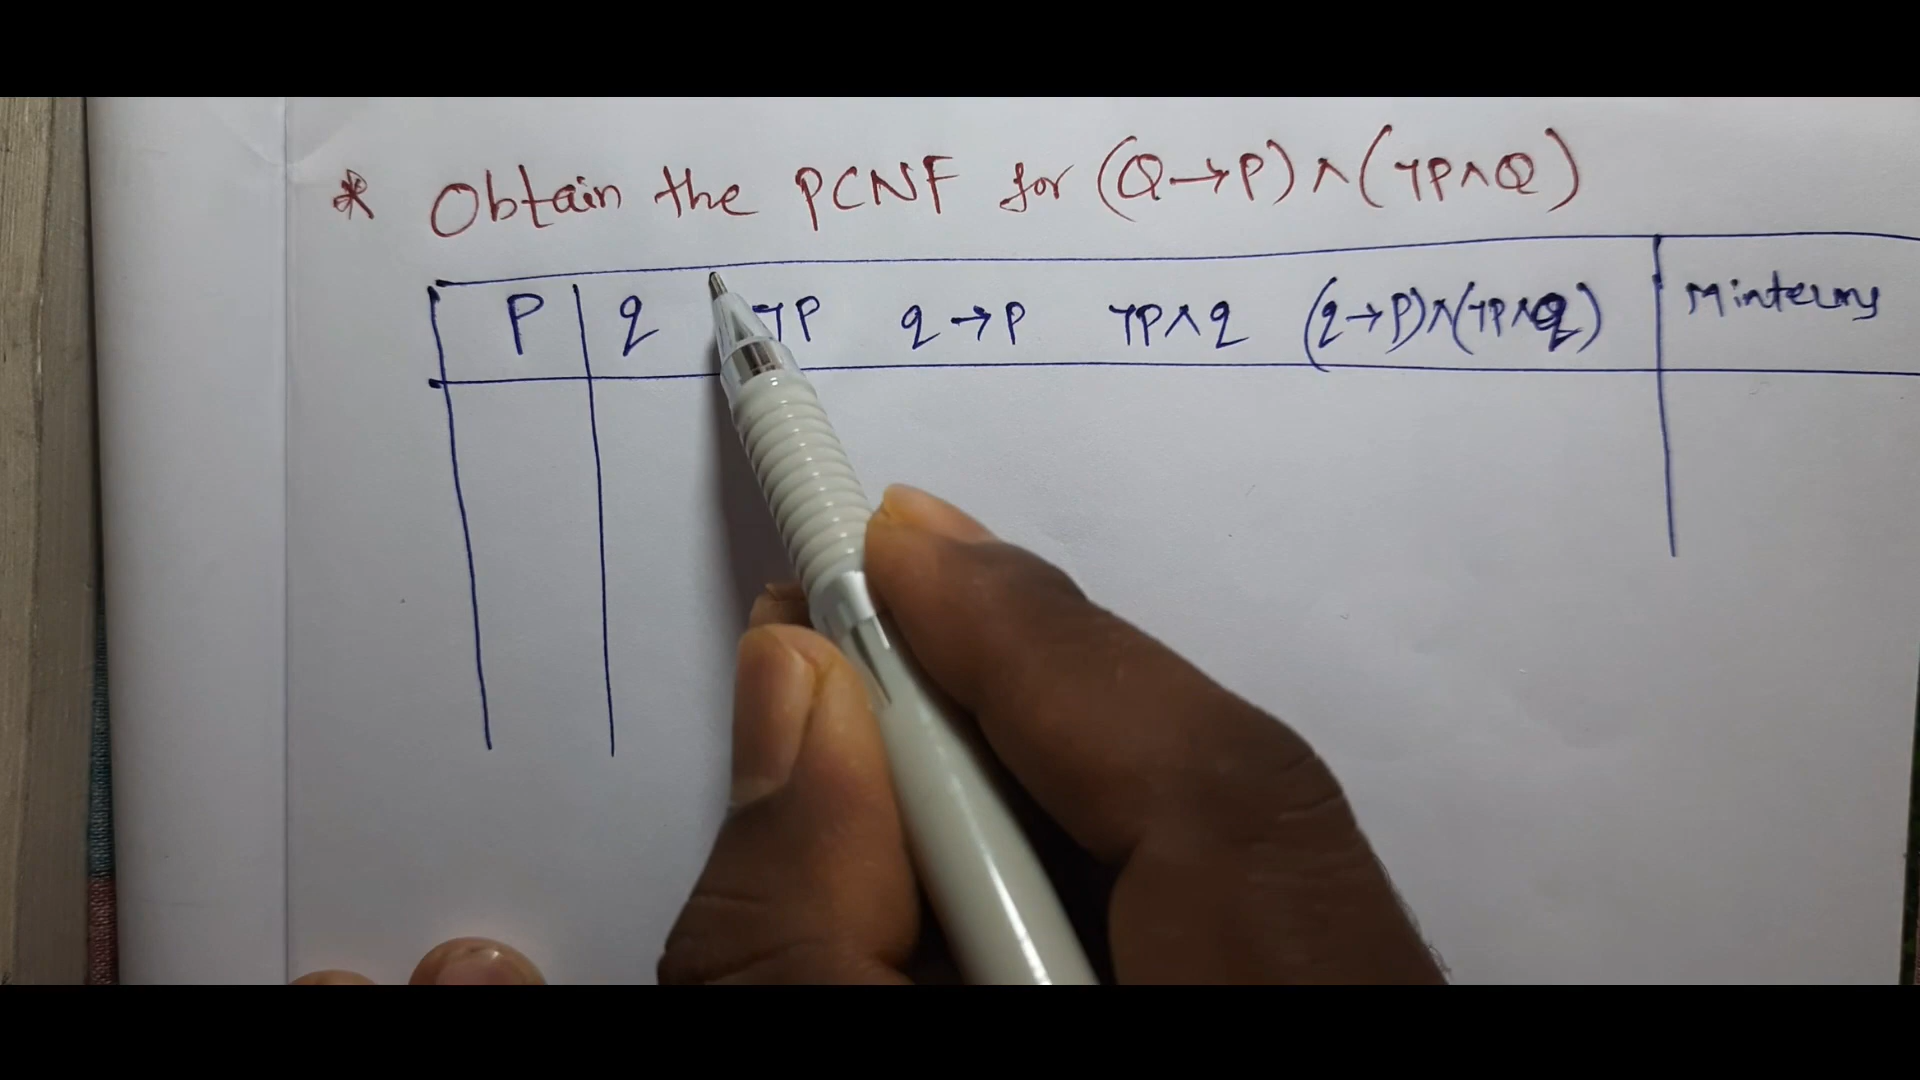 * Obtain the PCNF for (Q→P)∧(¬P∧Q)
P q ¬P q→P ¬P∧q (q→P)∧(¬P∧q) Minterms